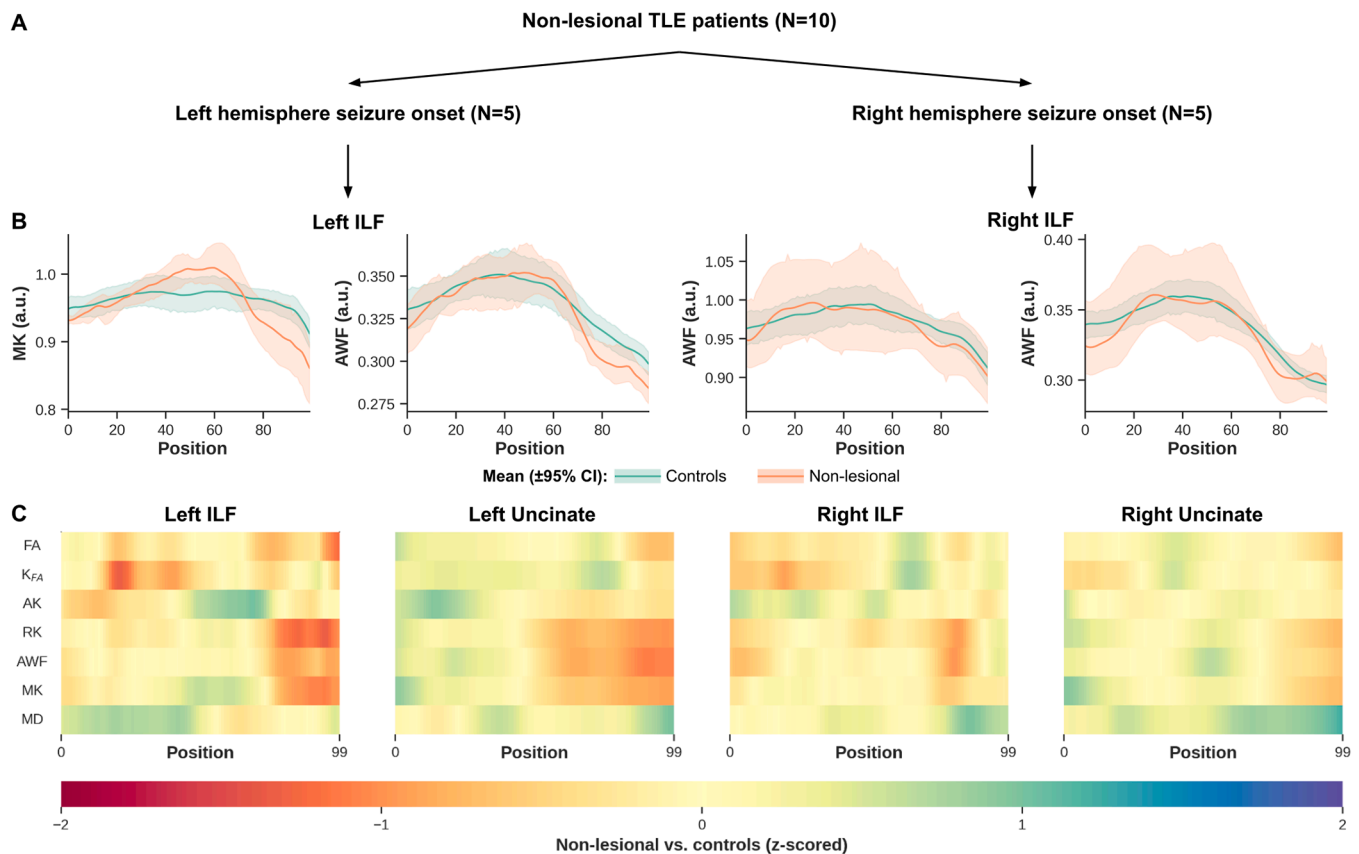 A
Non-lesional TLE patients (N=10)
Left hemisphere seizure onset (N=5)
Right hemisphere seizure onset (N=5)
B
Left ILF
Right ILF
MK (a.u.)
1.0
0.9
0.8
0 20 40 60 80
Position
AWF (a.u.)
0.350
0.325
0.300
0.275
0 20 40 60 80
Position
AWF (a.u.)
1.05
1.00
0.95
0.90
0 20 40 60 80
Position
AWF (a.u.)
0.40
0.35
0.30
0 20 40 60 80
Position
Mean (±95% CI): Controls Non-lesional
C
Left ILF Left Uncinate Right ILF Right Uncinate
FA
KFA
AK
RK
AWF
MK
MD
0 Position 99 0 Position 99 0 Position 99 0 Position 99
−2 −1 0 1 2
Non-lesional vs. controls (z-scored)